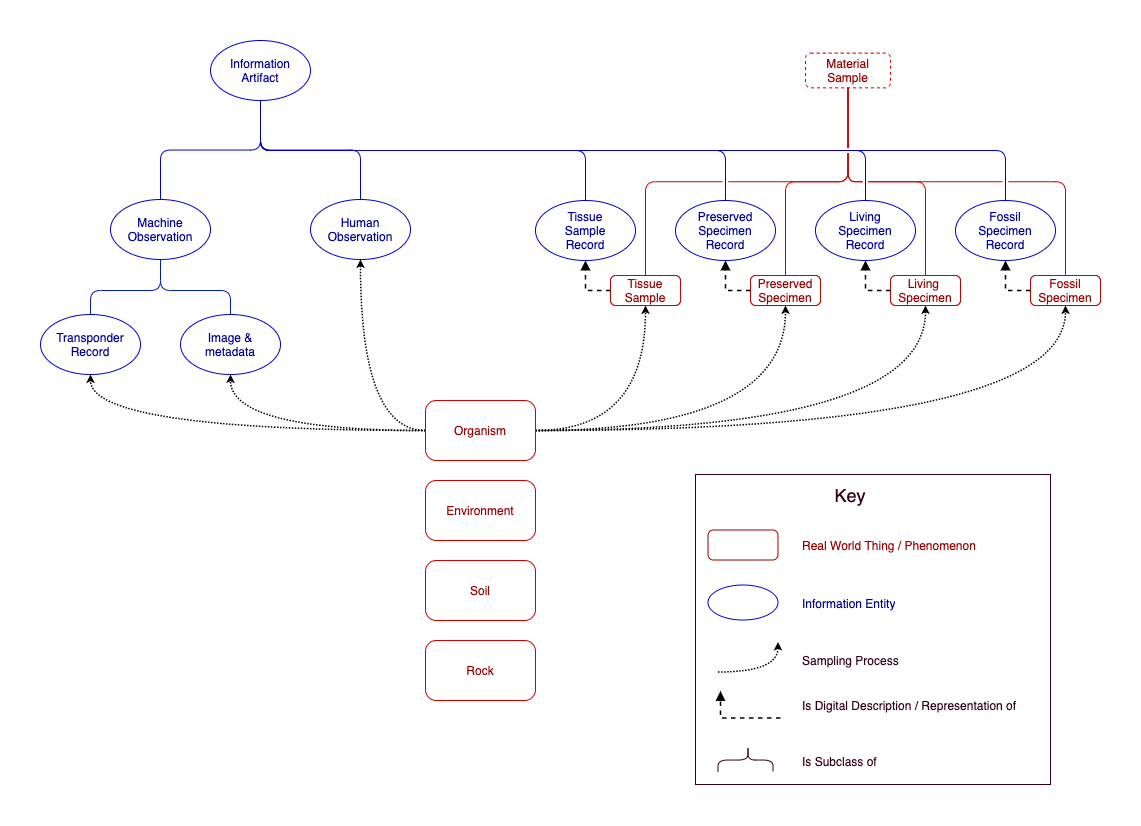 Information
Artifact
Material
Sample
Machine
Observation
Human
Observation
Tissue
Sample
Record
Preserved
Specimen
Record
Living
Specimen
Record
Fossil
Specimen
Record
Tissue
Sample
Preserved
Specimen
Living
Specimen
Fossil
Specimen
Transponder
Record
Image &
metadata
Organism
Environment
Soil
Rock
Key
Real World Thing / Phenomenon
Information Entity
Sampling Process
Is Digital Description / Representation of
Is Subclass of